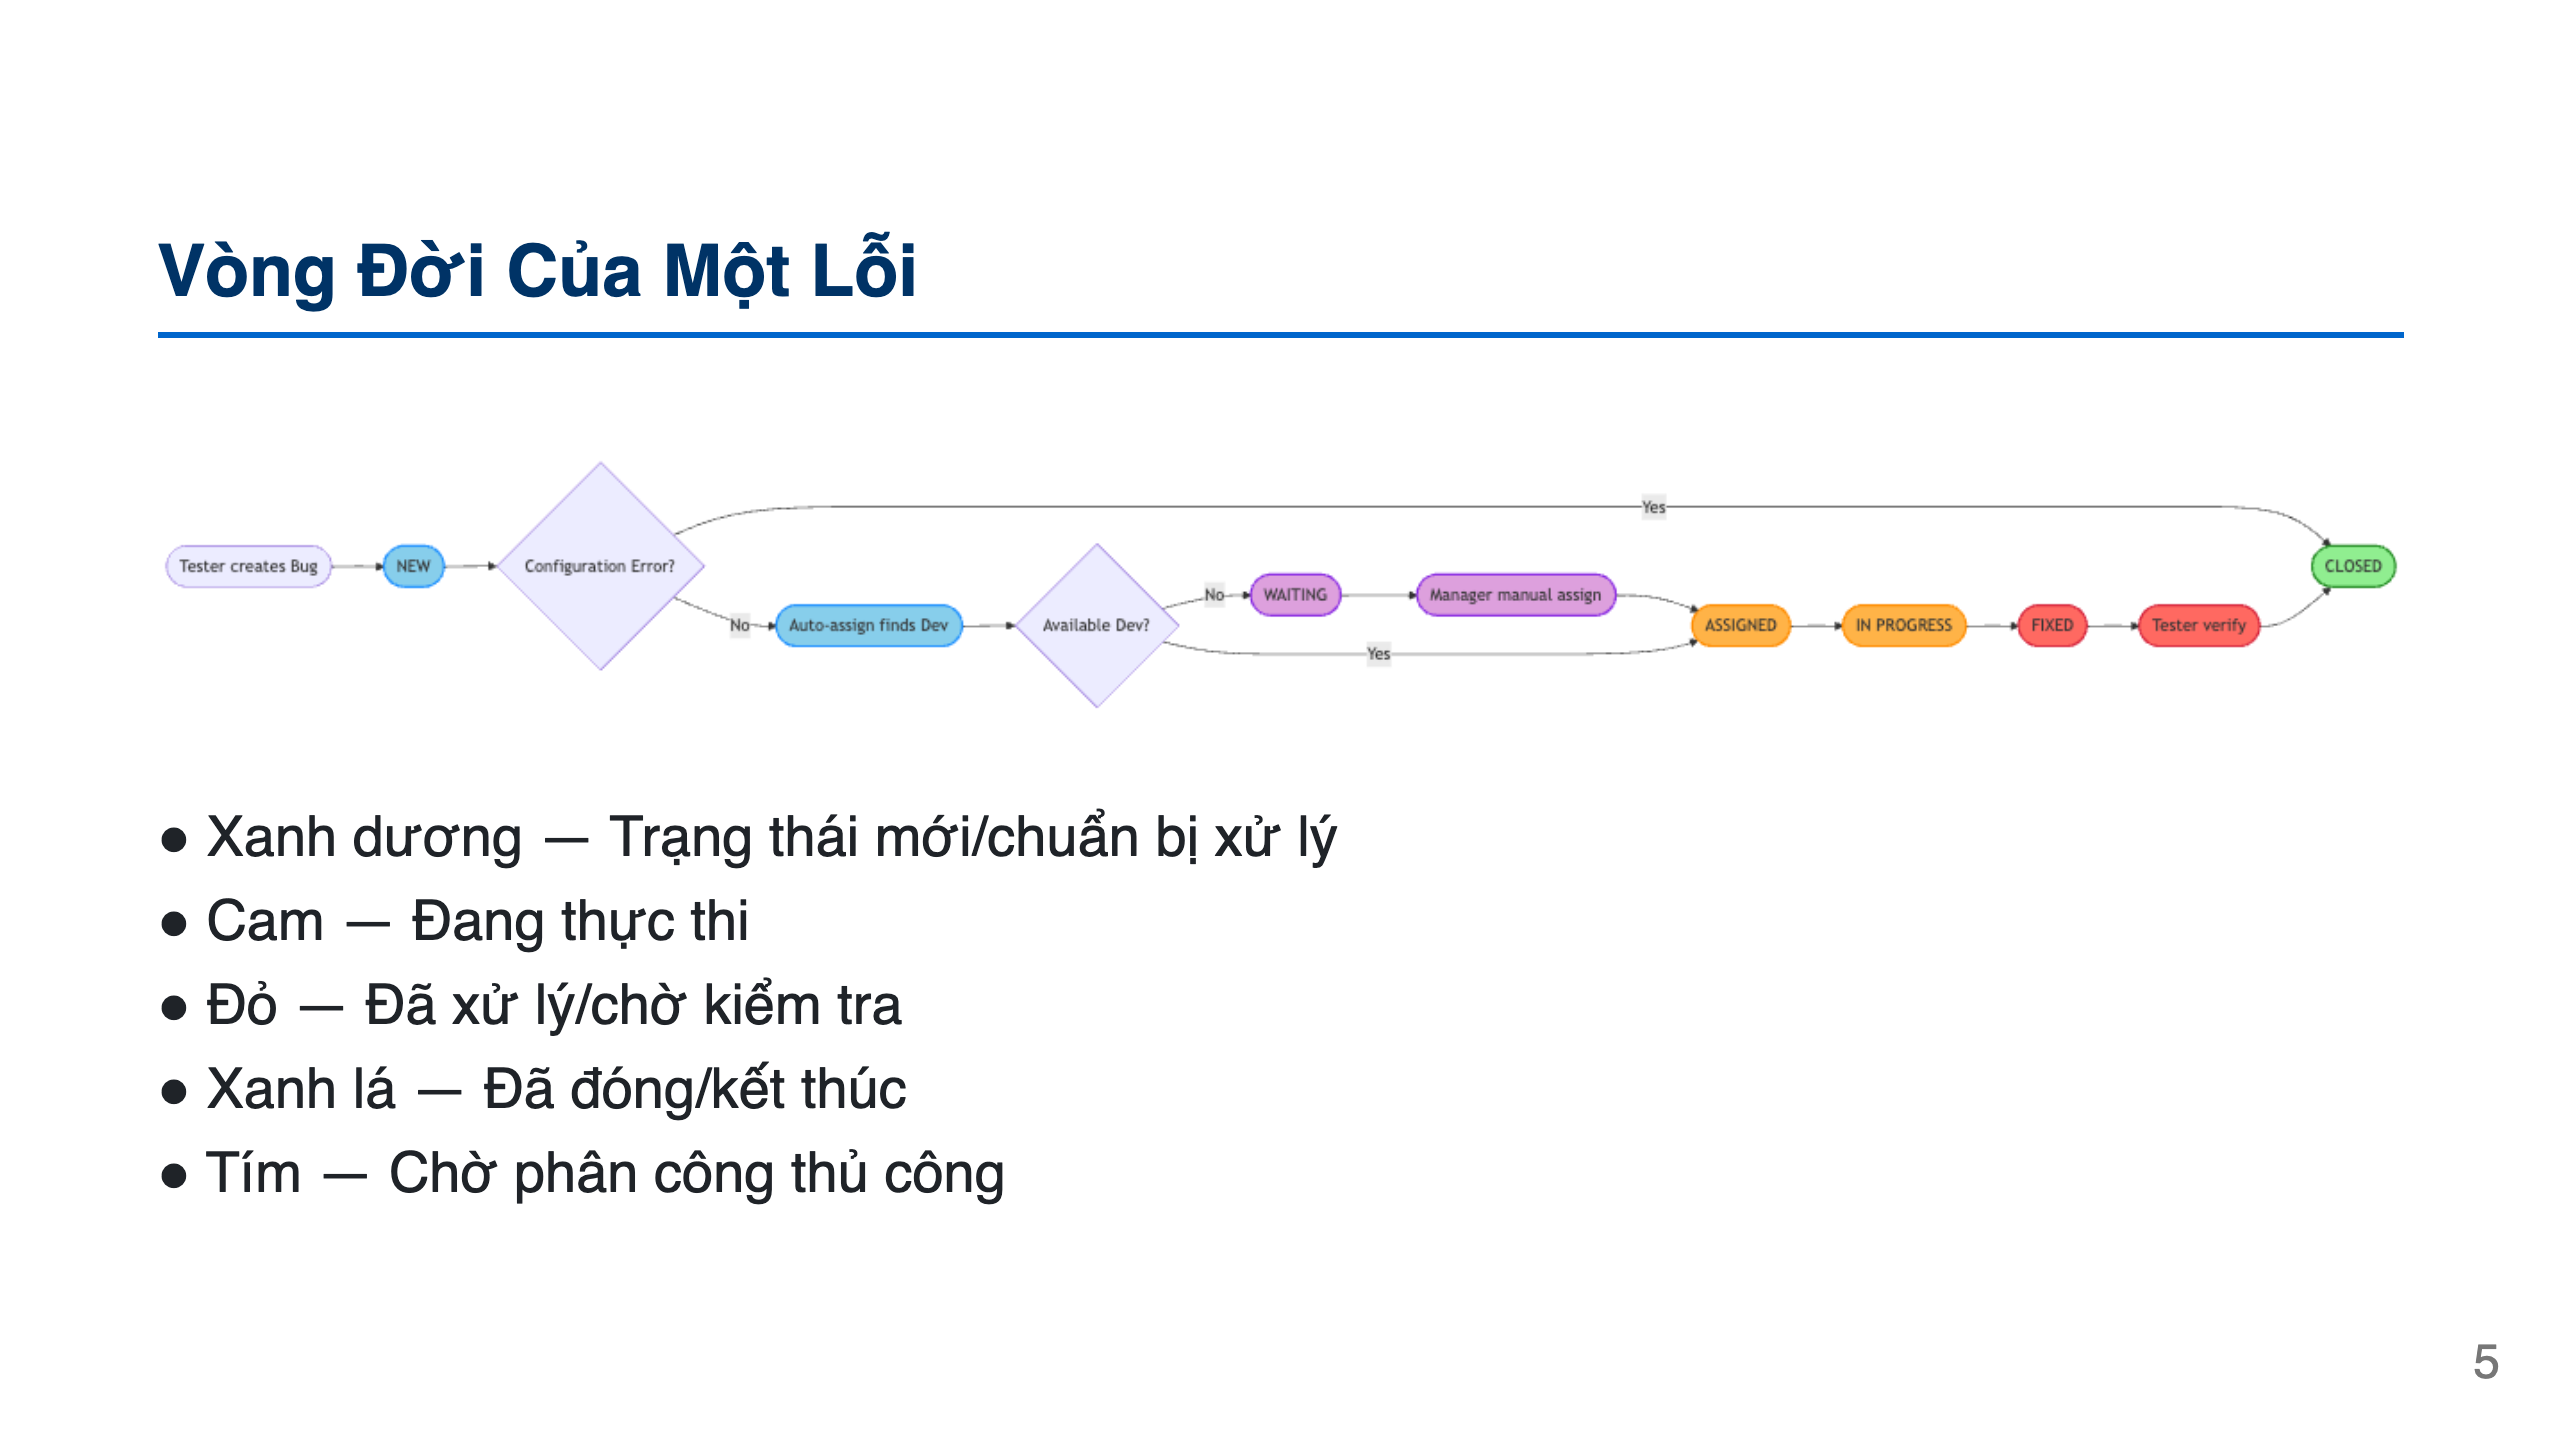 Vòng Đời Của Một Lỗi
Yes
Tester creates Bug
NEW
Configuration Error?
CLOSED
No
WAITING
Manager manual assign
No
Auto-assign finds Dev
Available Dev?
ASSIGNED
IN PROGRESS
FIXED
Tester verify
Yes
● Xanh dương — Trạng thái mới/chuẩn bị xử lý
● Cam — Đang thực thi
● Đỏ — Đã xử lý/chờ kiểm tra
● Xanh lá — Đã đóng/kết thúc
● Tím — Chờ phân công thủ công
5